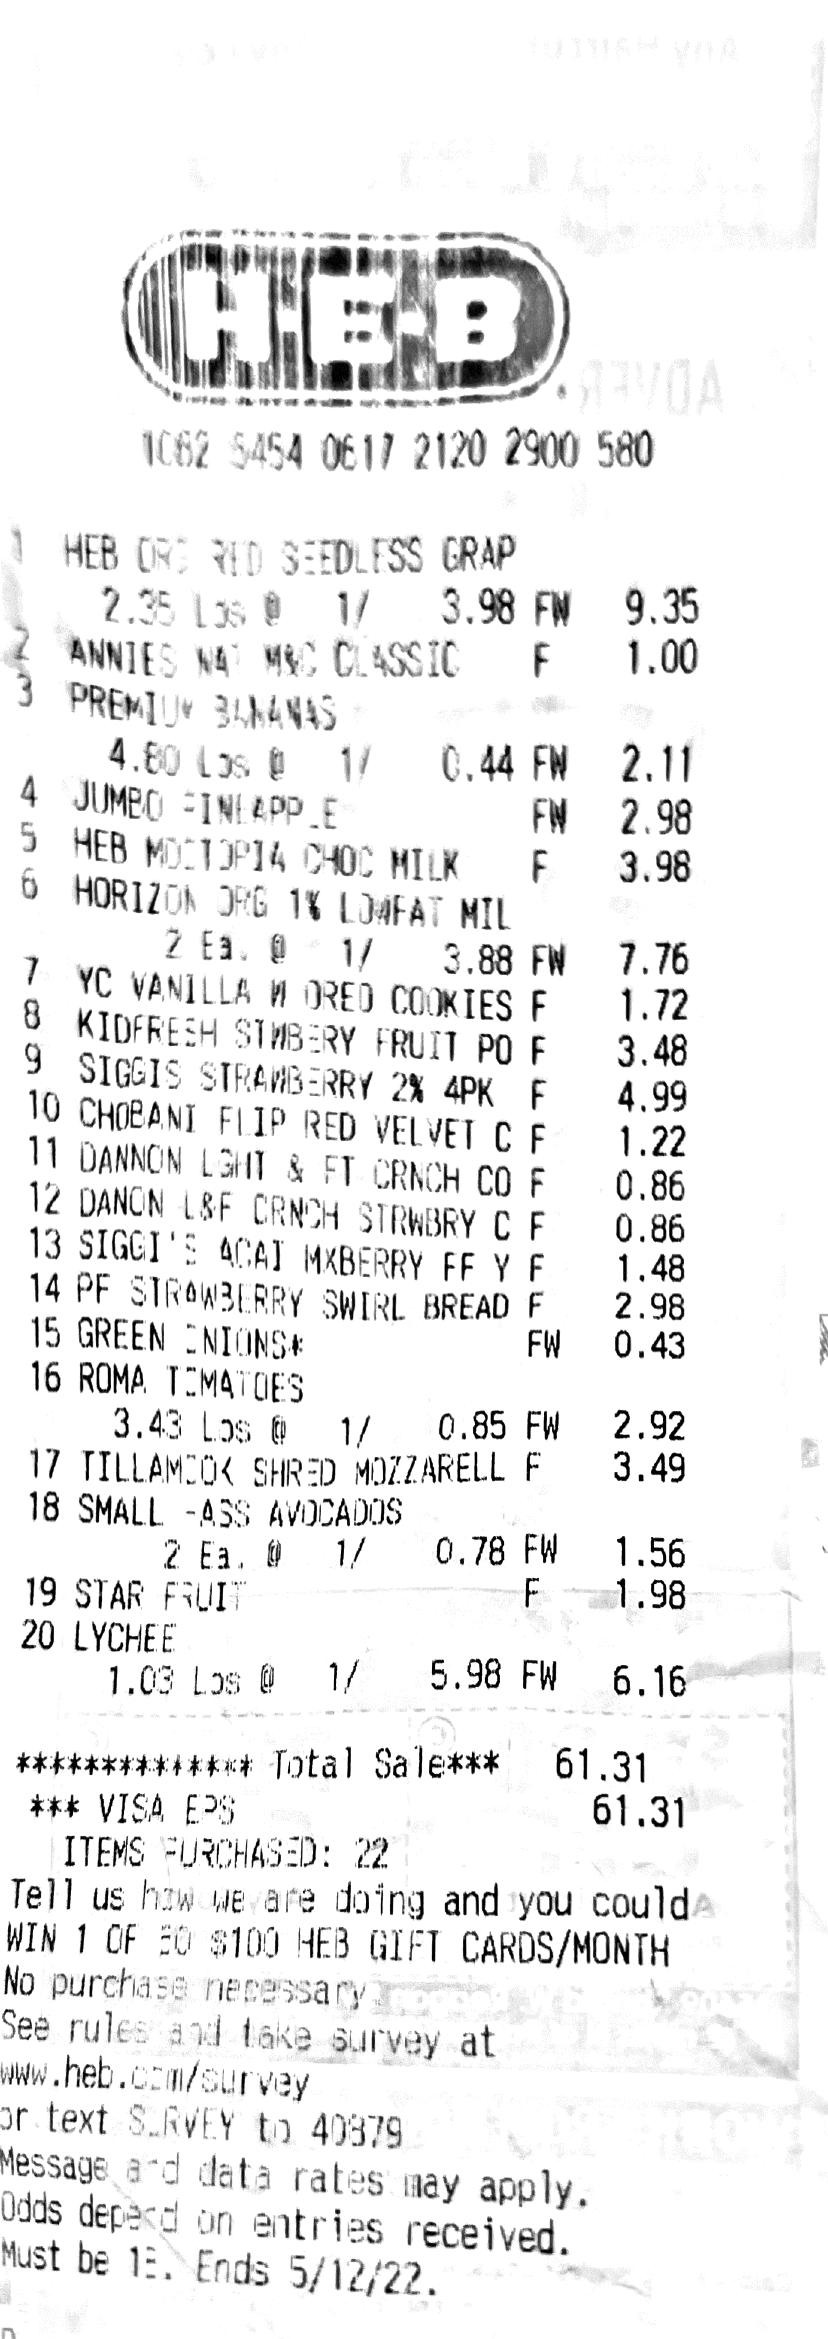 H-E-B
1C62 5454 0617 2120 2900 580
1 HEB ORG RED SEEDLESS GRAP
2.35 Lbs @ 1/ 3.98 FW 9.35
2 ANNIES NAT M&C CLASSIC F 1.00
3 PREMIUM BANANAS
4.80 Lbs @ 1/ 0.44 FW 2.11
4 JUMBO PINEAPPLE FW 2.98
5 HEB MOOTOPIA CHOC MILK F 3.98
6 HORIZON ORG 1% LOWFAT MIL
2 Ea. @ 1/ 3.88 FW 7.76
7 YC VANILLA W OREO COOKIES F 1.72
8 KIDFRESH STWBERY FRUIT PO F 3.48
9 SIGGIS STRAWBERRY 2% 4PK F 4.99
10 CHOBANI FLIP RED VELVET C F 1.22
11 DANNON LGHT & FT CRNCH CO F 0.86
12 DANON L&F CRNCH STRWBRY C F 0.86
13 SIGGI'S ACAI MXBERRY FF Y F 1.48
14 PF STRAWBERRY SWIRL BREAD F 2.98
15 GREEN ONIONS* FW 0.43
16 ROMA TOMATOES
3.43 Lbs @ 1/ 0.85 FW 2.92
17 TILLAMOOK SHRED MOZZARELL F 3.49
18 SMALL HASS AVOCADOS
2 Ea. @ 1/ 0.78 FW 1.56
19 STAR FRUIT F 1.98
20 LYCHEE
1.03 Lbs @ 1/ 5.98 FW 6.16
************** Total Sale*** 61.31
*** VISA EPS 61.31
ITEMS PURCHASED: 22
Tell us how we are doing and you could
WIN 1 OF 50 $100 HEB GIFT CARDS/MONTH
No purchase necessary.
See rules and take survey at
www.heb.com/survey
or text SURVEY to 40879
Message and data rates may apply.
Odds depend on entries received.
Must be 18. Ends 5/12/22.